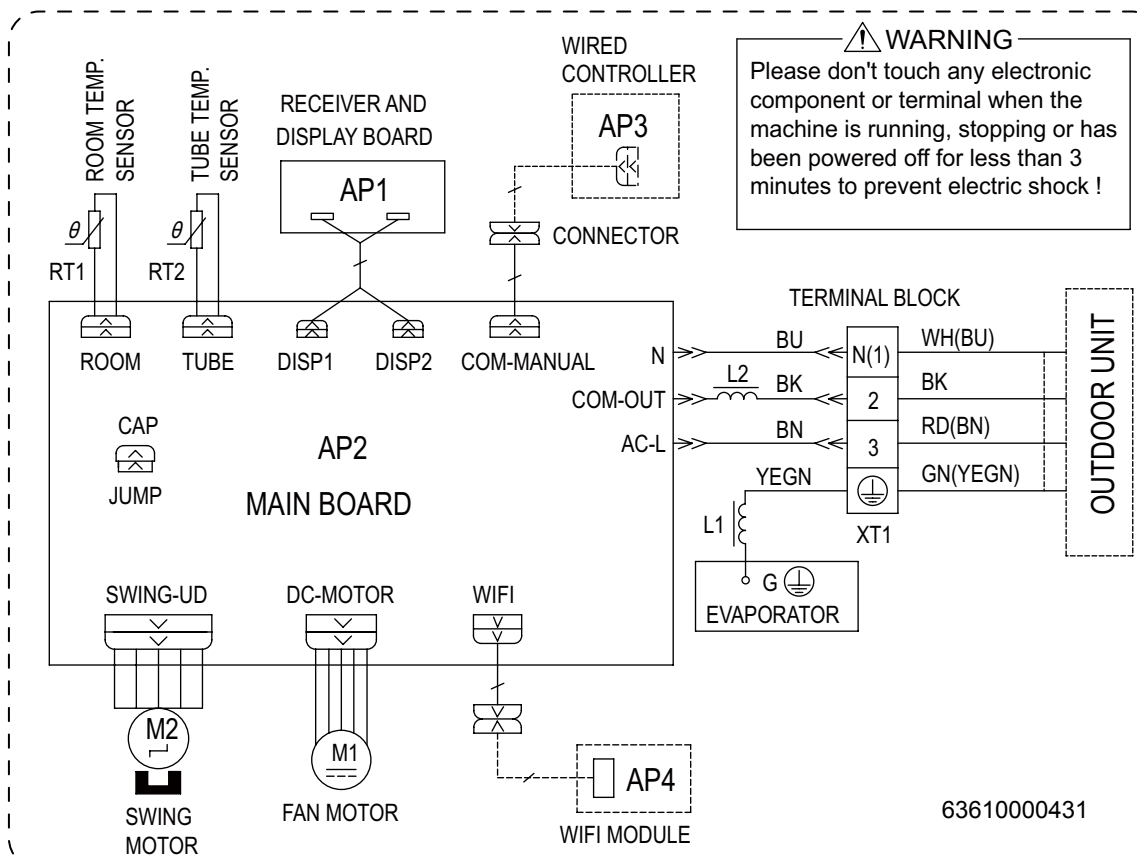 WARNING
Please don't touch any electronic
component or terminal when the
machine is running, stopping or has
been powered off for less than 3
minutes to prevent electric shock !
WIRED
CONTROLLER
AP3
ROOM TEMP.
SENSOR
TUBE TEMP.
SENSOR
RECEIVER AND
DISPLAY BOARD
AP1
CONNECTOR
θ
RT1
θ
RT2
ROOM
TUBE
DISP1
DISP2
COM-MANUAL
TERMINAL BLOCK
N
BU
N(1)
WH(BU)
COM-OUT
L2
BK
2
BK
AC-L
BN
3
RD(BN)
YEGN
GN(YEGN)
XT1
OUTDOOR UNIT
L1
G
EVAPORATOR
CAP
JUMP
AP2
MAIN BOARD
SWING-UD
DC-MOTOR
WIFI
M2
SWING
MOTOR
M1
FAN MOTOR
AP4
WIFI MODULE
63610000431